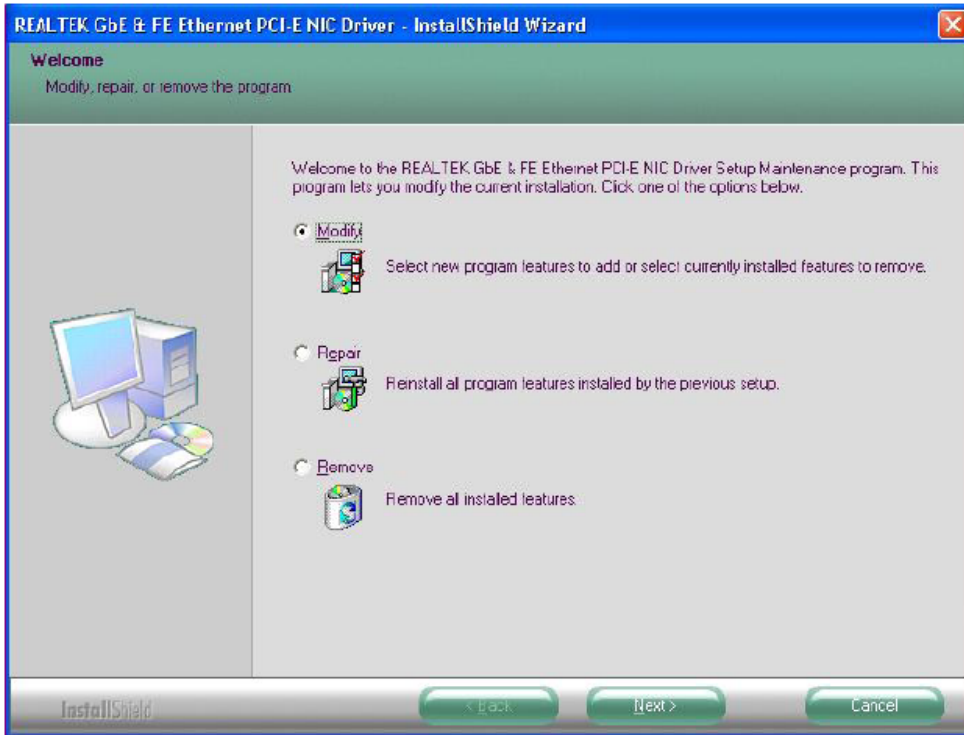 REALTEK GbE & FE Ethernet PCI-E NIC Driver - InstallShield Wizard
Welcome
Modify, repair, or remove the program.
Welcome to the REALTEK GbE & FE Ethernet PCI-E NIC Driver Setup Maintenance program. This
program lets you modify the current installation. Click one of the options below.
Modify
Select new program features to add or select currently installed features to remove.
Repair
Reinstall all program features installed by the previous setup.
Remove
Remove all installed features.
InstallShield
< Back
Next >
Cancel